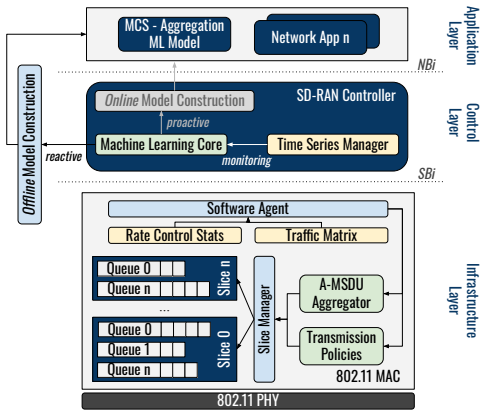 MCS - Aggregation
ML Model
Network App n
Application
Layer
NBi
Online Model Construction
SD-RAN Controller
proactive
Machine Learning Core
Time Series Manager
monitoring
reactive
Offline Model Construction
Control
Layer
SBi
Software Agent
Rate Control Stats
Traffic Matrix
Queue 0
Queue n
Slice n
...
Queue 0
Queue 1
Queue n
Slice 0
Slice Manager
A-MSDU
Aggregator
Transmission
Policies
802.11 MAC
Infrastructure
Layer
802.11 PHY